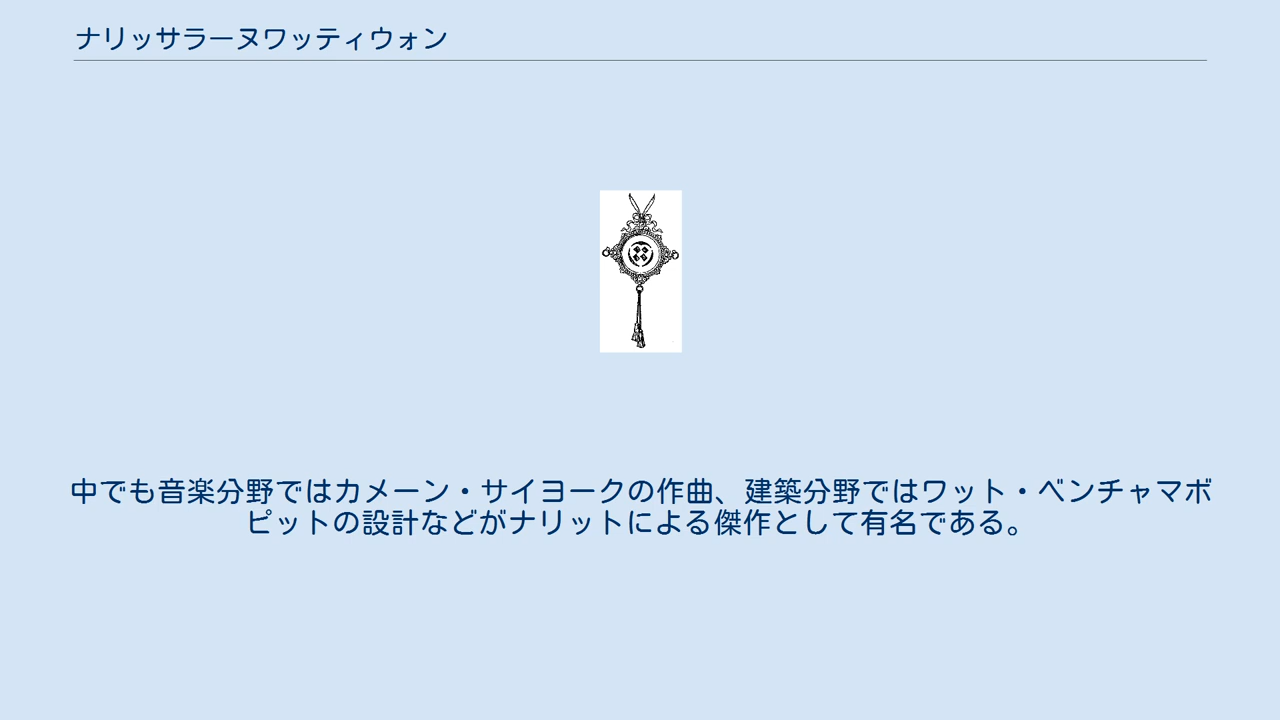 ナリッサラーヌワッティウォン
中でも音楽分野ではカメーン・サイヨークの作曲、建築分野ではワット・ベンチャマボ
ピットの設計などがナリットによる傑作として有名である。